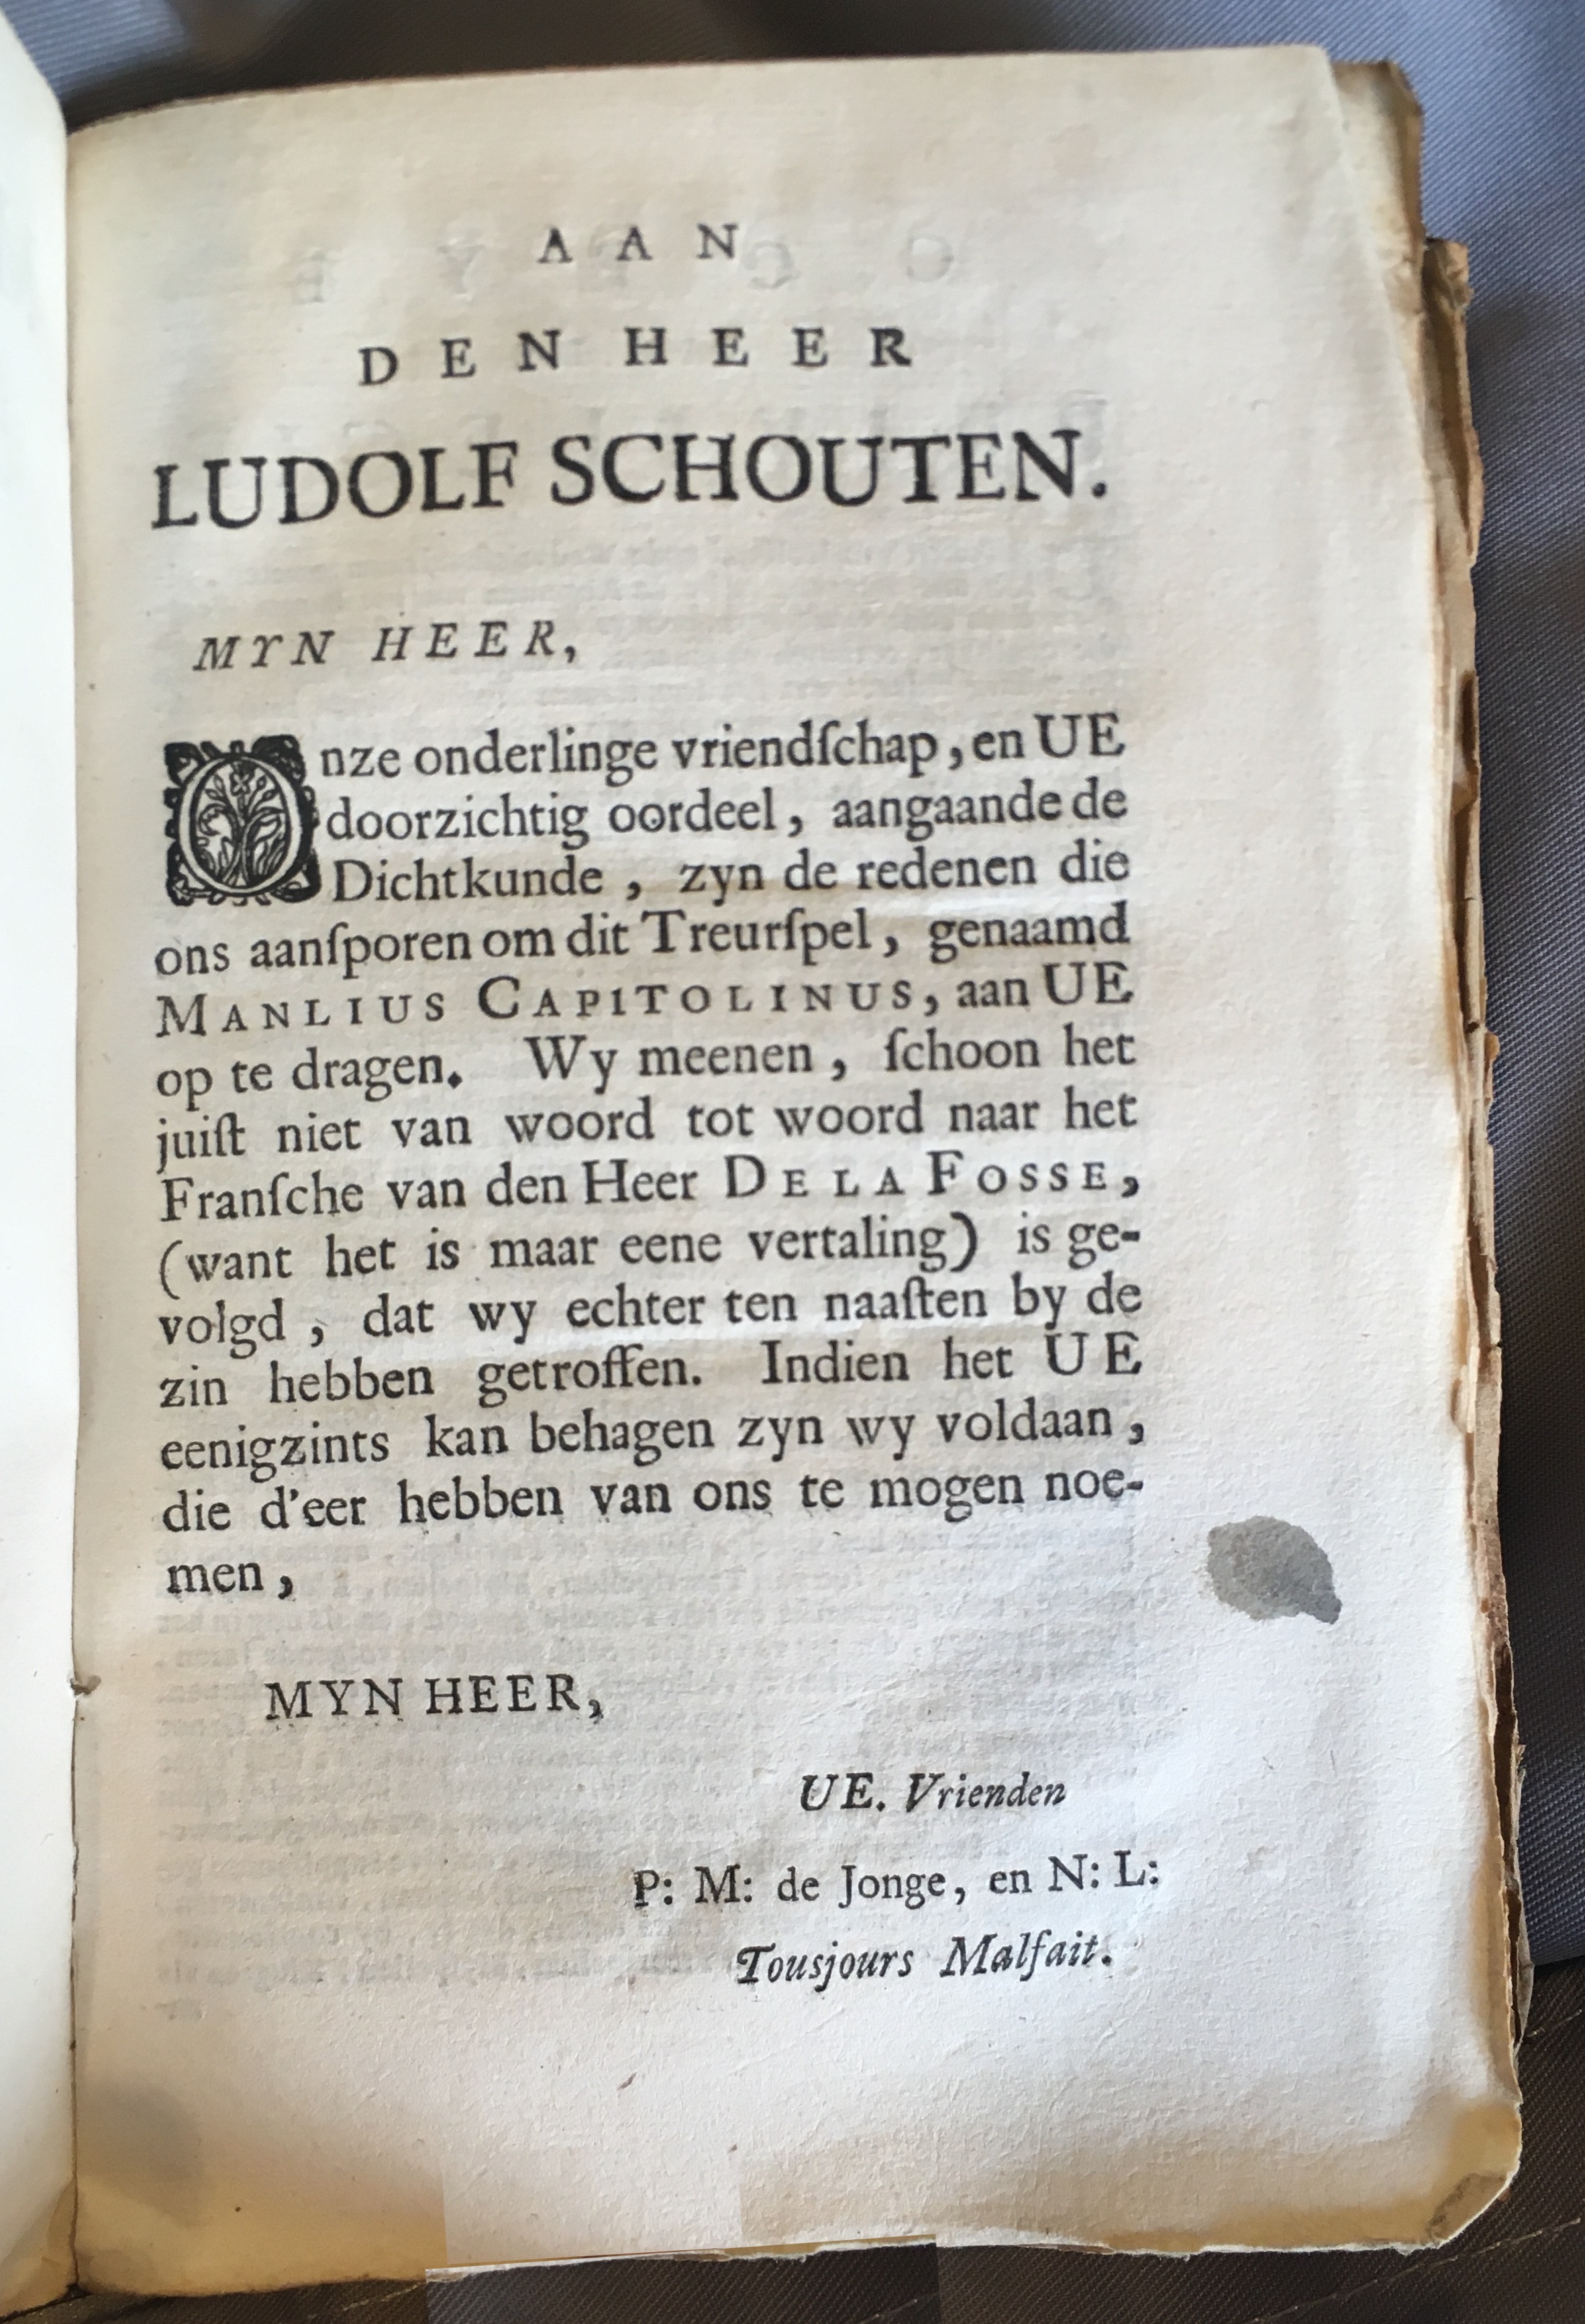 AAN
DEN HEER
LUDOLF SCHOUTEN.
MYN HEER,
Onze onderlinge vriendſchap, en UE
doorzichtig oordeel, aangaande de
Dichtkunde, zyn de redenen die
ons aanſporen om dit Treurſpel, genaamd
MANLIUS CAPITOLINUS, aan UE
op te dragen. Wy meenen, ſchoon het
juiſt niet van woord tot woord naar het
Franſche van den Heer DE LA FOSSE,
(want het is maar eene vertaling) is ge-
volgd, dat wy echter ten naaſten by de
zin hebben getroffen. Indien het UE
eenigzints kan behagen zyn wy voldaan,
die d'eer hebben van ons te mogen noe-
men,
MYN HEER,
UE. Vrienden
P: M: de Jonge, en N: L:
Tousjours Malfait.